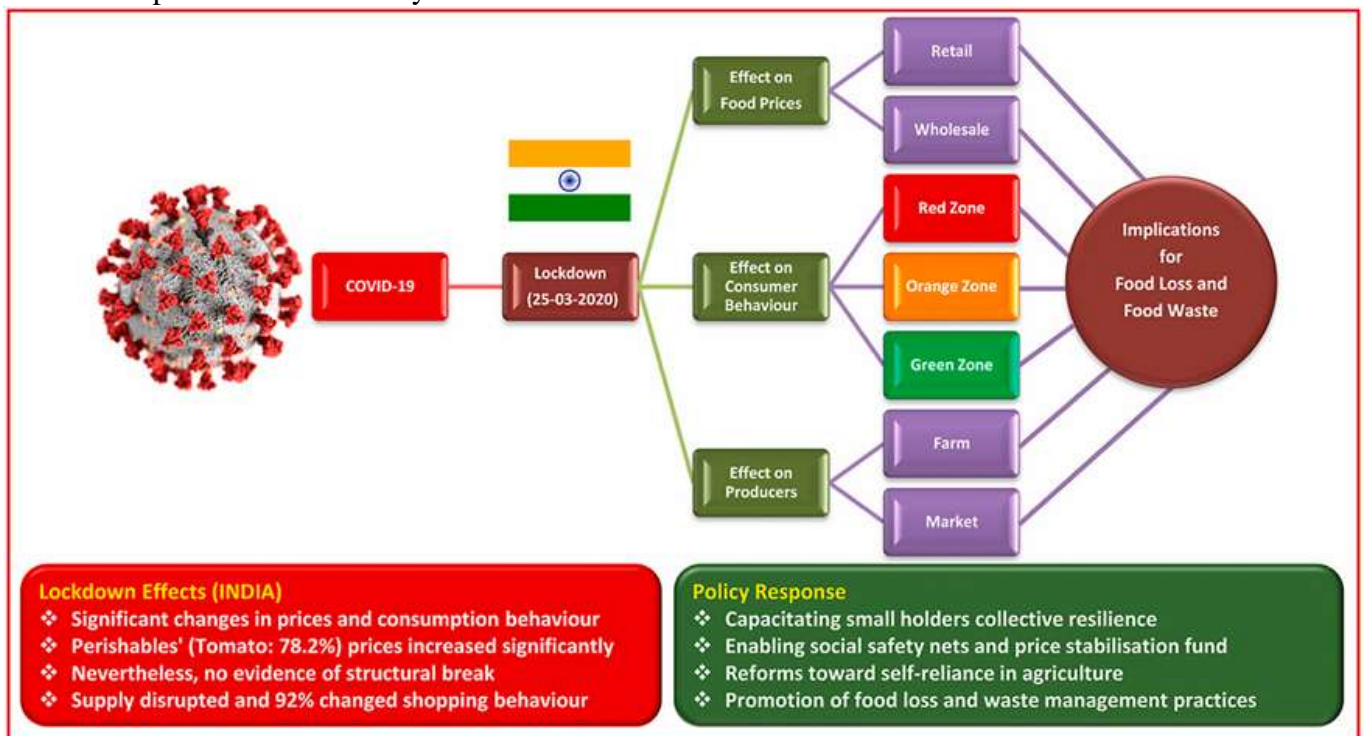 Effect on
Food Prices
Retail
Wholesale
COVID-19
Lockdown
(25-03-2020)
Effect on
Consumer
Behaviour
Red Zone
Orange Zone
Green Zone
Effect on
Producers
Farm
Market
Implications
for
Food Loss and
Food Waste
Lockdown Effects (INDIA)
❖ Significant changes in prices and consumption behaviour
❖ Perishables' (Tomato: 78.2%) prices increased significantly
❖ Nevertheless, no evidence of structural break
❖ Supply disrupted and 92% changed shopping behaviour
Policy Response
❖ Capacitating small holders collective resilience
❖ Enabling social safety nets and price stabilisation fund
❖ Reforms toward self-reliance in agriculture
❖ Promotion of food loss and waste management practices